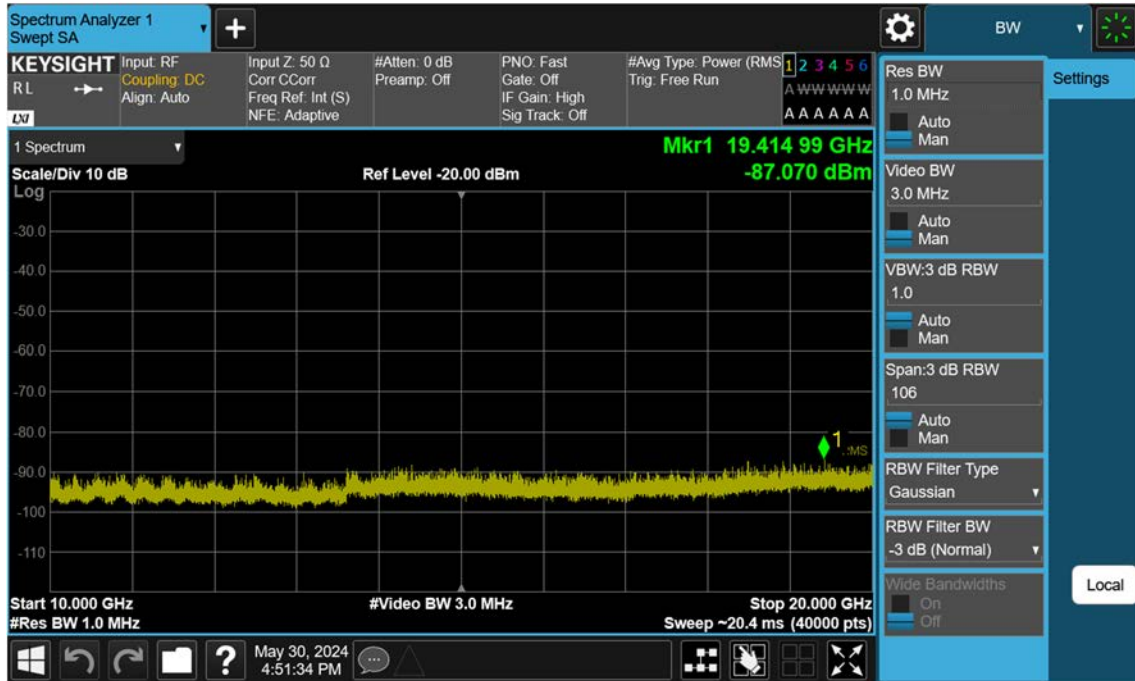 Spectrum Analyzer 1
Swept SA
+
BW
KEYSIGHT
R L
LXI
Input: RF
Coupling: DC
Align: Auto
Input Z: 50 Ω
Corr CCorr
Freq Ref: Int (S)
NFE: Adaptive
#Atten: 0 dB
Preamp: Off
PNO: Fast
Gate: Off
IF Gain: High
Sig Track: Off
#Avg Type: Power (RMS
Trig: Free Run
1 2 3 4 5 6
A W W W W W
A A A A A A
1 Spectrum
Scale/Div 10 dB
Ref Level -20.00 dBm
Mkr1 19.414 99 GHz
-87.070 dBm
Log
-30.0
-40.0
-50.0
-60.0
-70.0
-80.0
-90.0
-100
-110
1
Start 10.000 GHz
#Res BW 1.0 MHz
#Video BW 3.0 MHz
Stop 20.000 GHz
Sweep ~20.4 ms (40000 pts)
Res BW
1.0 MHz
Auto
Man
Video BW
3.0 MHz
Auto
Man
VBW:3 dB RBW
1.0
Auto
Man
Span:3 dB RBW
106
Auto
Man
RBW Filter Type
Gaussian
RBW Filter BW
-3 dB (Normal)
Wide Bandwidths
On
Off
Settings
Local
?
May 30, 2024
4:51:34 PM